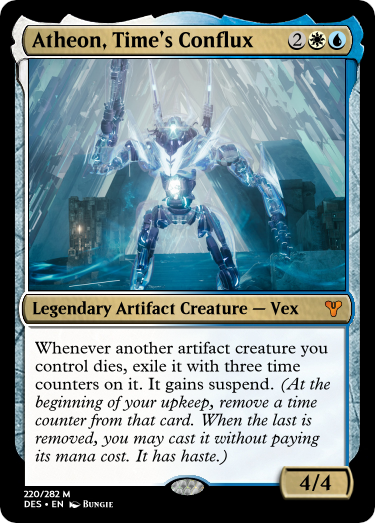 Atheon, Time's Conflux 2
Legendary Artifact Creature — Vex
Whenever another artifact creature you
control dies, exile it with three time
counters on it. It gains suspend. (At the
beginning of your upkeep, remove a time
counter from that card. When the last is
removed, you may cast it without paying
its mana cost. It has haste.)
4/4
220/282 M
DES • EN Bungie